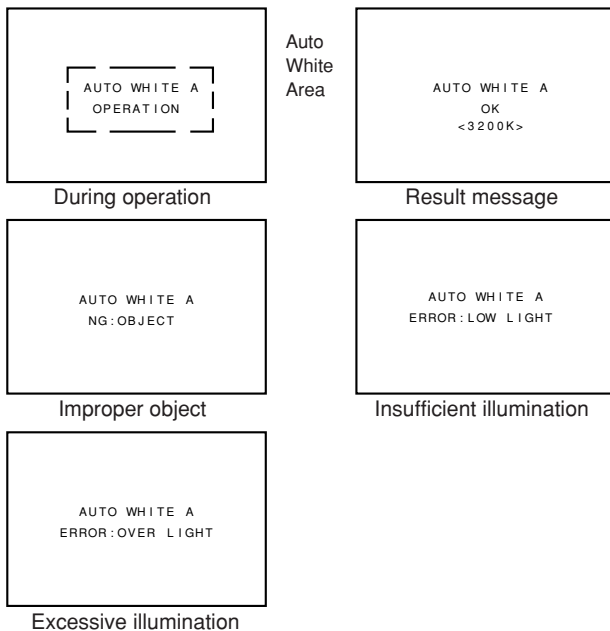 AUTO WHITE A
OPERATION
During operation
Auto
White
Area
AUTO WHITE A
OK
<3200K>
Result message
AUTO WHITE A
NG:OBJECT
Improper object
AUTO WHITE A
ERROR:LOW LIGHT
Insufficient illumination
AUTO WHITE A
ERROR:OVER LIGHT
Excessive illumination